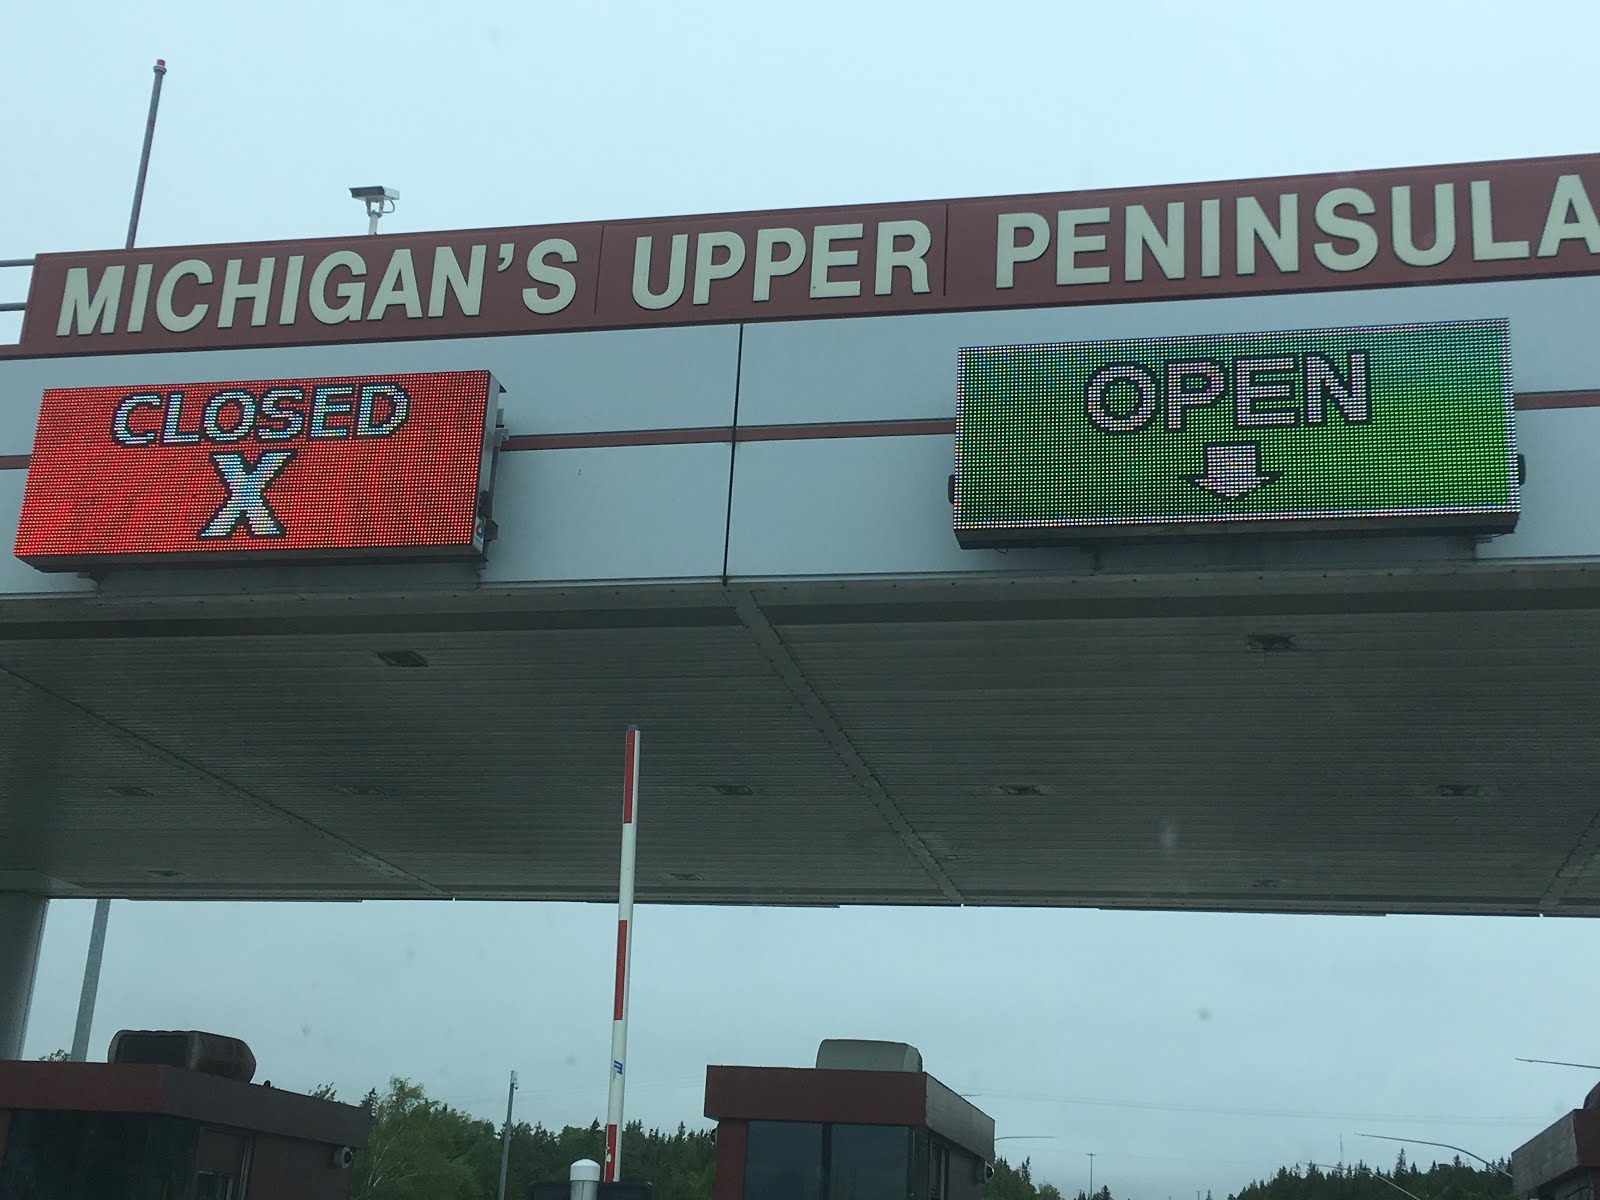 MICHIGAN'S UPPER PENINSULA
CLOSED
X
OPEN